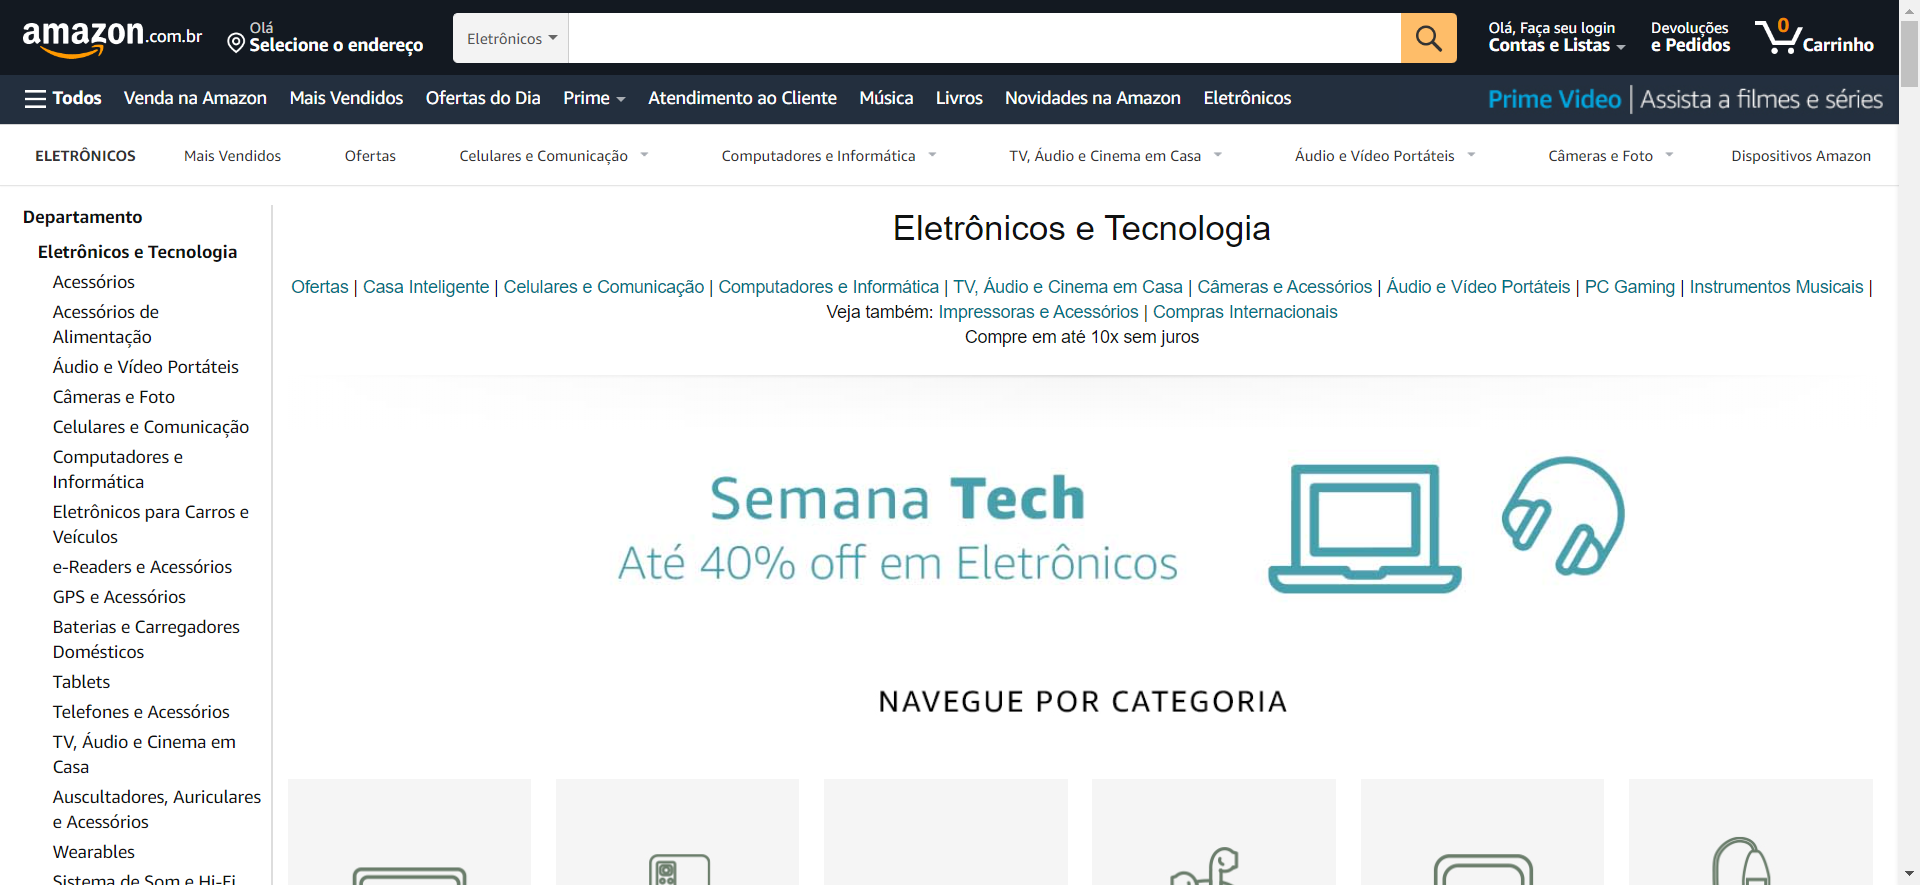 amazon.com.br
Olá
Selecione o endereço
Eletrônicos
Olá, Faça seu login
Contas e Listas
Devoluções
e Pedidos
0
Carrinho
Todos Venda na Amazon Mais Vendidos Ofertas do Dia Prime Atendimento ao Cliente Música Livros Novidades na Amazon Eletrônicos Prime Video | Assista a filmes e séries
ELETRÔNICOS Mais Vendidos Ofertas Celulares e Comunicação Computadores e Informática TV, Áudio e Cinema em Casa Áudio e Vídeo Portáteis Câmeras e Foto Dispositivos Amazon
Departamento
Eletrônicos e Tecnologia
Acessórios
Acessórios de
Alimentação
Áudio e Vídeo Portáteis
Câmeras e Foto
Celulares e Comunicação
Computadores e
Informática
Eletrônicos para Carros e
Veículos
e-Readers e Acessórios
GPS e Acessórios
Baterias e Carregadores
Domésticos
Tablets
Telefones e Acessórios
TV, Áudio e Cinema em
Casa
Auscultadores, Auriculares
e Acessórios
Wearables
Sistema de Som e Hi-Fi
Eletrônicos e Tecnologia
Ofertas | Casa Inteligente | Celulares e Comunicação | Computadores e Informática | TV, Áudio e Cinema em Casa | Câmeras e Acessórios | Áudio e Vídeo Portáteis | PC Gaming | Instrumentos Musicais |
Veja também: Impressoras e Acessórios | Compras Internacionais
Compre em até 10x sem juros
Semana Tech
Até 40% off em Eletrônicos
NAVEGUE POR CATEGORIA